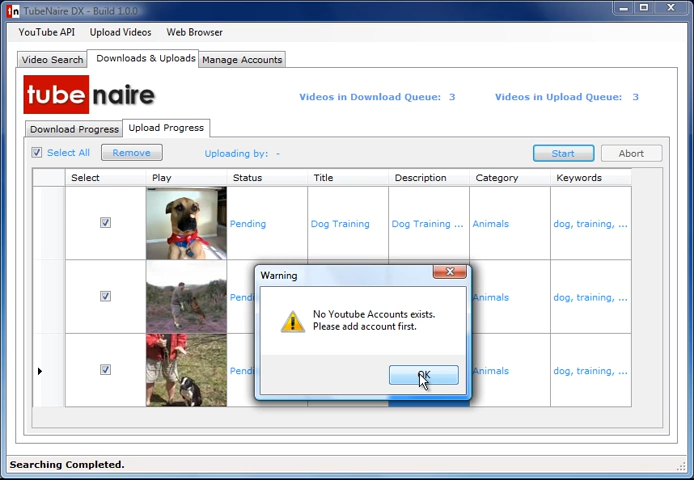 TubeNaire DX - Build 1.0.0
YouTube API Upload Videos Web Browser
Video Search Downloads & Uploads Manage Accounts
tube naire Videos in Download Queue: 3 Videos in Upload Queue: 3
Download Progress Upload Progress
Select All Remove Uploading by: - Start Abort
Select Play Status Title Description Category Keywords
Pending Dog Training Dog Training ... Animals dog, training, ...
Animals dog, training, ...
Animals dog, training, ...
Warning
No Youtube Accounts exists.
Please add account first.
OK
Searching Completed.